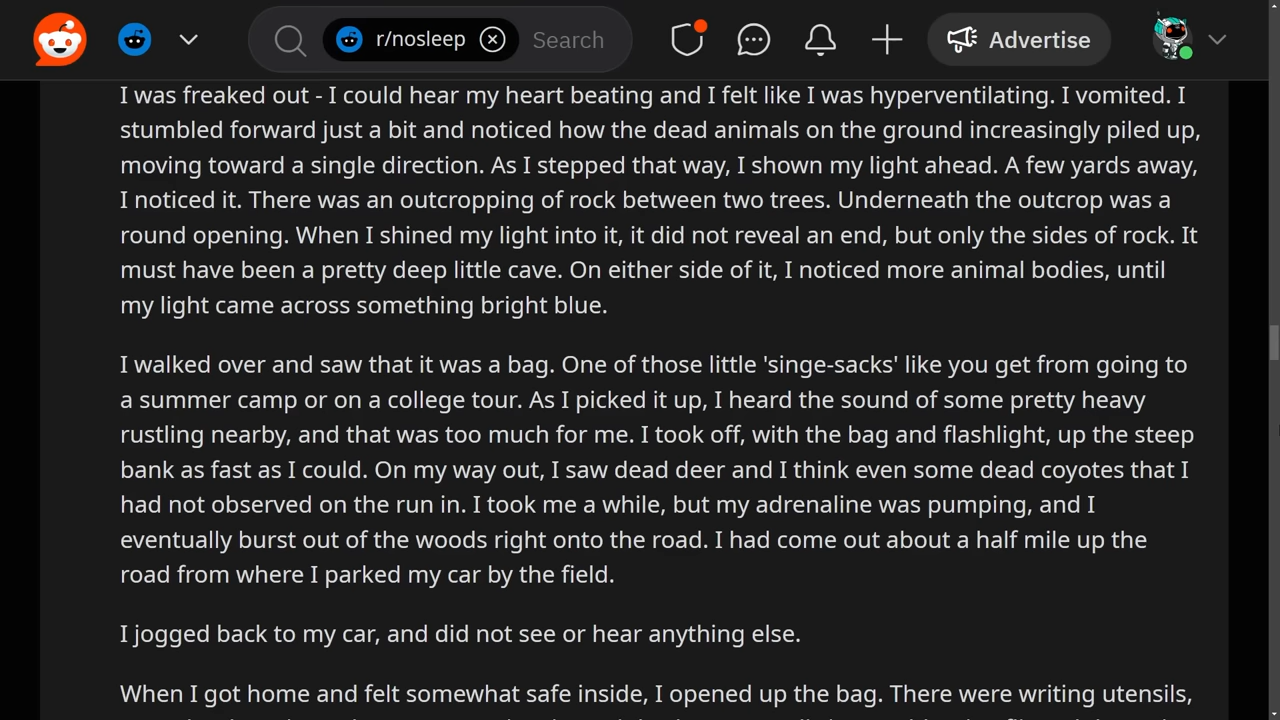 r/nosleep
Search
Advertise
I was freaked out - I could hear my heart beating and I felt like I was hyperventilating. I vomited. I
stumbled forward just a bit and noticed how the dead animals on the ground increasingly piled up,
moving toward a single direction. As I stepped that way, I shown my light ahead. A few yards away,
I noticed it. There was an outcropping of rock between two trees. Underneath the outcrop was a
round opening. When I shined my light into it, it did not reveal an end, but only the sides of rock. It
must have been a pretty deep little cave. On either side of it, I noticed more animal bodies, until
my light came across something bright blue.
I walked over and saw that it was a bag. One of those little 'singe-sacks' like you get from going to
a summer camp or on a college tour. As I picked it up, I heard the sound of some pretty heavy
rustling nearby, and that was too much for me. I took off, with the bag and flashlight, up the steep
bank as fast as I could. On my way out, I saw dead deer and I think even some dead coyotes that I
had not observed on the run in. I took me a while, but my adrenaline was pumping, and I
eventually burst out of the woods right onto the road. I had come out about a half mile up the
road from where I parked my car by the field.
I jogged back to my car, and did not see or hear anything else.
When I got home and felt somewhat safe inside, I opened up the bag. There were writing utensils,